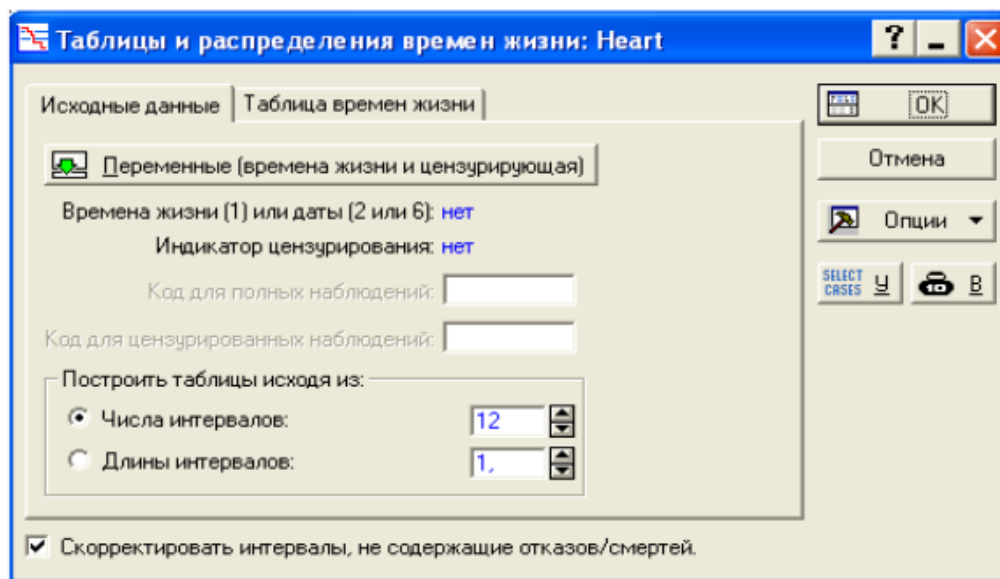 Таблицы и распределения времен жизни: Heart
Исходные данные
Таблица времен жизни
OK
Переменные (времена жизни и цензурирующая)
Отмена
Времена жизни (1) или даты (2 или 6): нет
Опции
Индикатор цензурирования: нет
SELECT CASES У
В
Код для полных наблюдений:
Код для цензурированных наблюдений:
Построить таблицы исходя из:
Числа интервалов: 12
Длины интервалов: 1,
Скорректировать интервалы, не содержащие отказов/смертей.